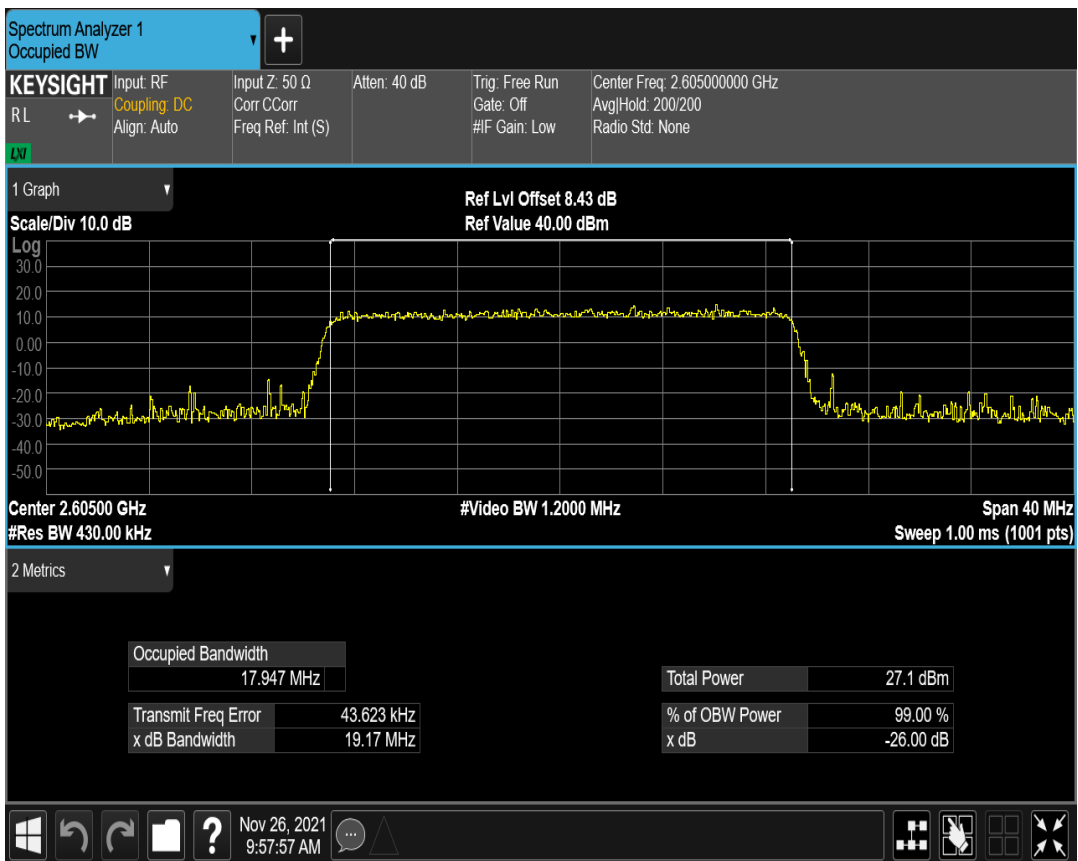 Spectrum Analyzer 1
Occupied BW
KEYSIGHT
R L
LXI
Input: RF
Coupling: DC
Align: Auto
Input Z: 50 Ω
Corr CCorr
Freq Ref: Int (S)
Atten: 40 dB
Trig: Free Run
Gate: Off
#IF Gain: Low
Center Freq: 2.605000000 GHz
Avg|Hold: 200/200
Radio Std: None
1 Graph
Scale/Div 10.0 dB
Ref Lvl Offset 8.43 dB
Ref Value 40.00 dBm
Log
30.0
20.0
10.0
0.00
-10.0
-20.0
-30.0
-40.0
-50.0
Center 2.60500 GHz
#Res BW 430.00 kHz
#Video BW 1.2000 MHz
Span 40 MHz
Sweep 1.00 ms (1001 pts)
2 Metrics
Occupied Bandwidth
17.947 MHz
Transmit Freq Error 43.623 kHz
x dB Bandwidth 19.17 MHz
Total Power 27.1 dBm
% of OBW Power 99.00 %
x dB -26.00 dB
?
Nov 26, 2021
9:57:57 AM